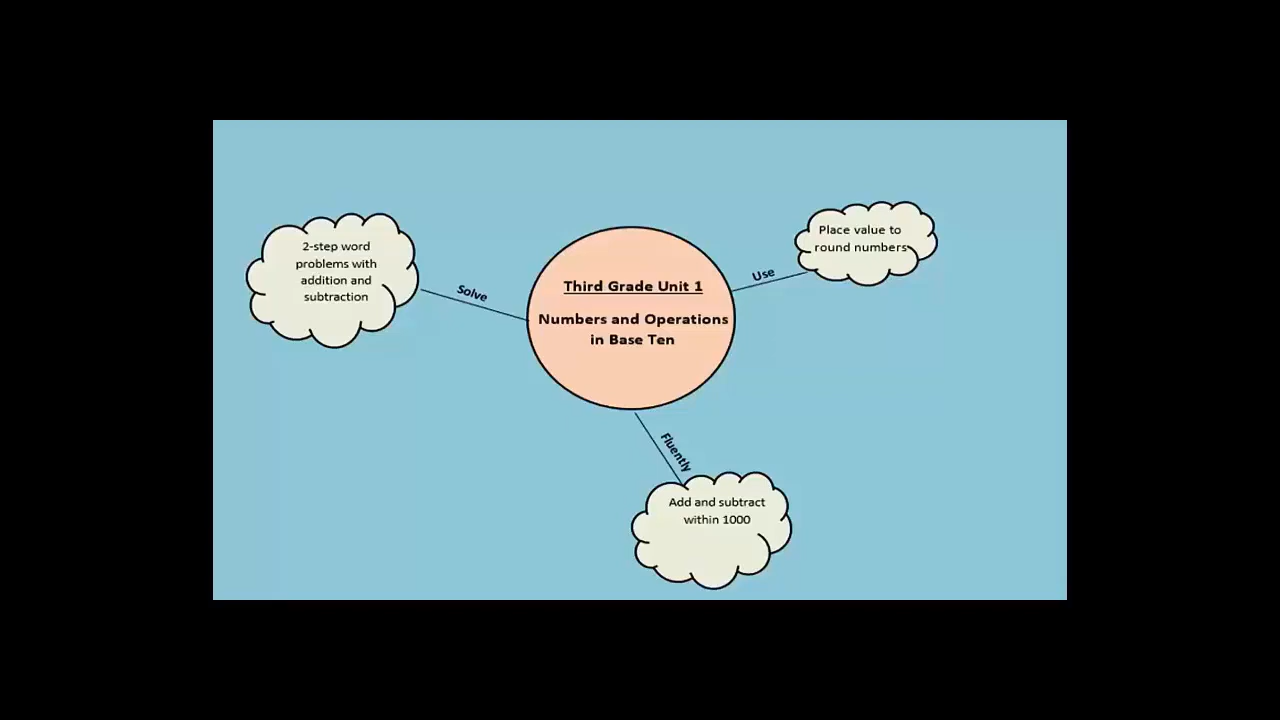 2-step word
problems with
addition and
subtraction
Solve
Third Grade Unit 1
Numbers and Operations
in Base Ten
Use
Place value to
round numbers
Fluently
Add and subtract
within 1000